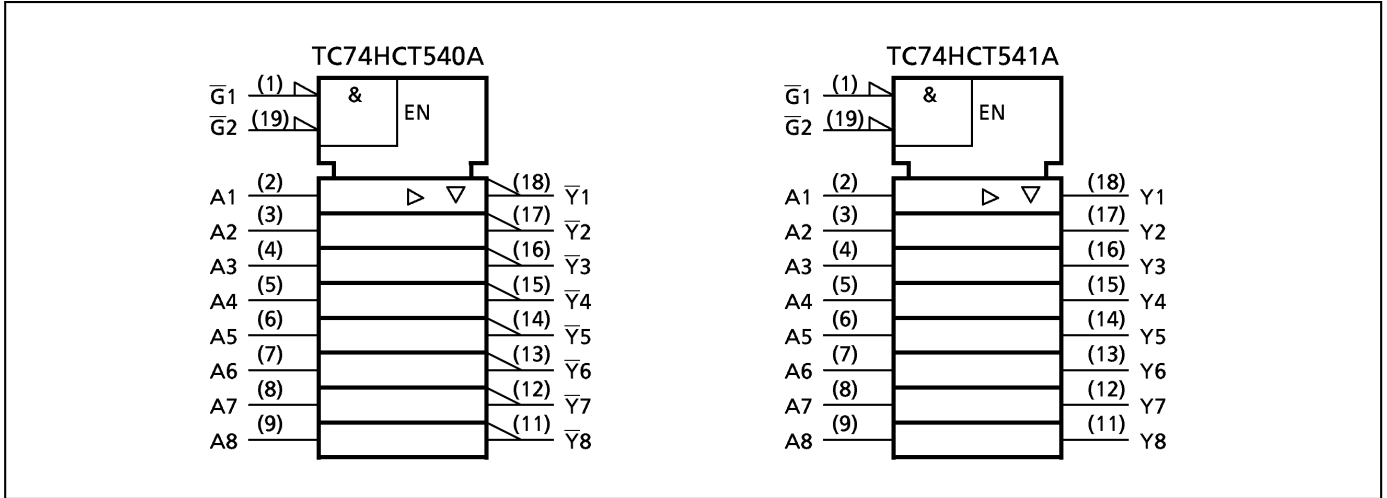 TC74HCT540A
G̅1 (1) &
G̅2 (19) EN
A1 (2) (18) Y̅1
A2 (3) (17) Y̅2
A3 (4) (16) Y̅3
A4 (5) (15) Y̅4
A5 (6) (14) Y̅5
A6 (7) (13) Y̅6
A7 (8) (12) Y̅7
A8 (9) (11) Y̅8
TC74HCT541A
G̅1 (1) &
G̅2 (19) EN
A1 (2) (18) Y1
A2 (3) (17) Y2
A3 (4) (16) Y3
A4 (5) (15) Y4
A5 (6) (14) Y5
A6 (7) (13) Y6
A7 (8) (12) Y7
A8 (9) (11) Y8